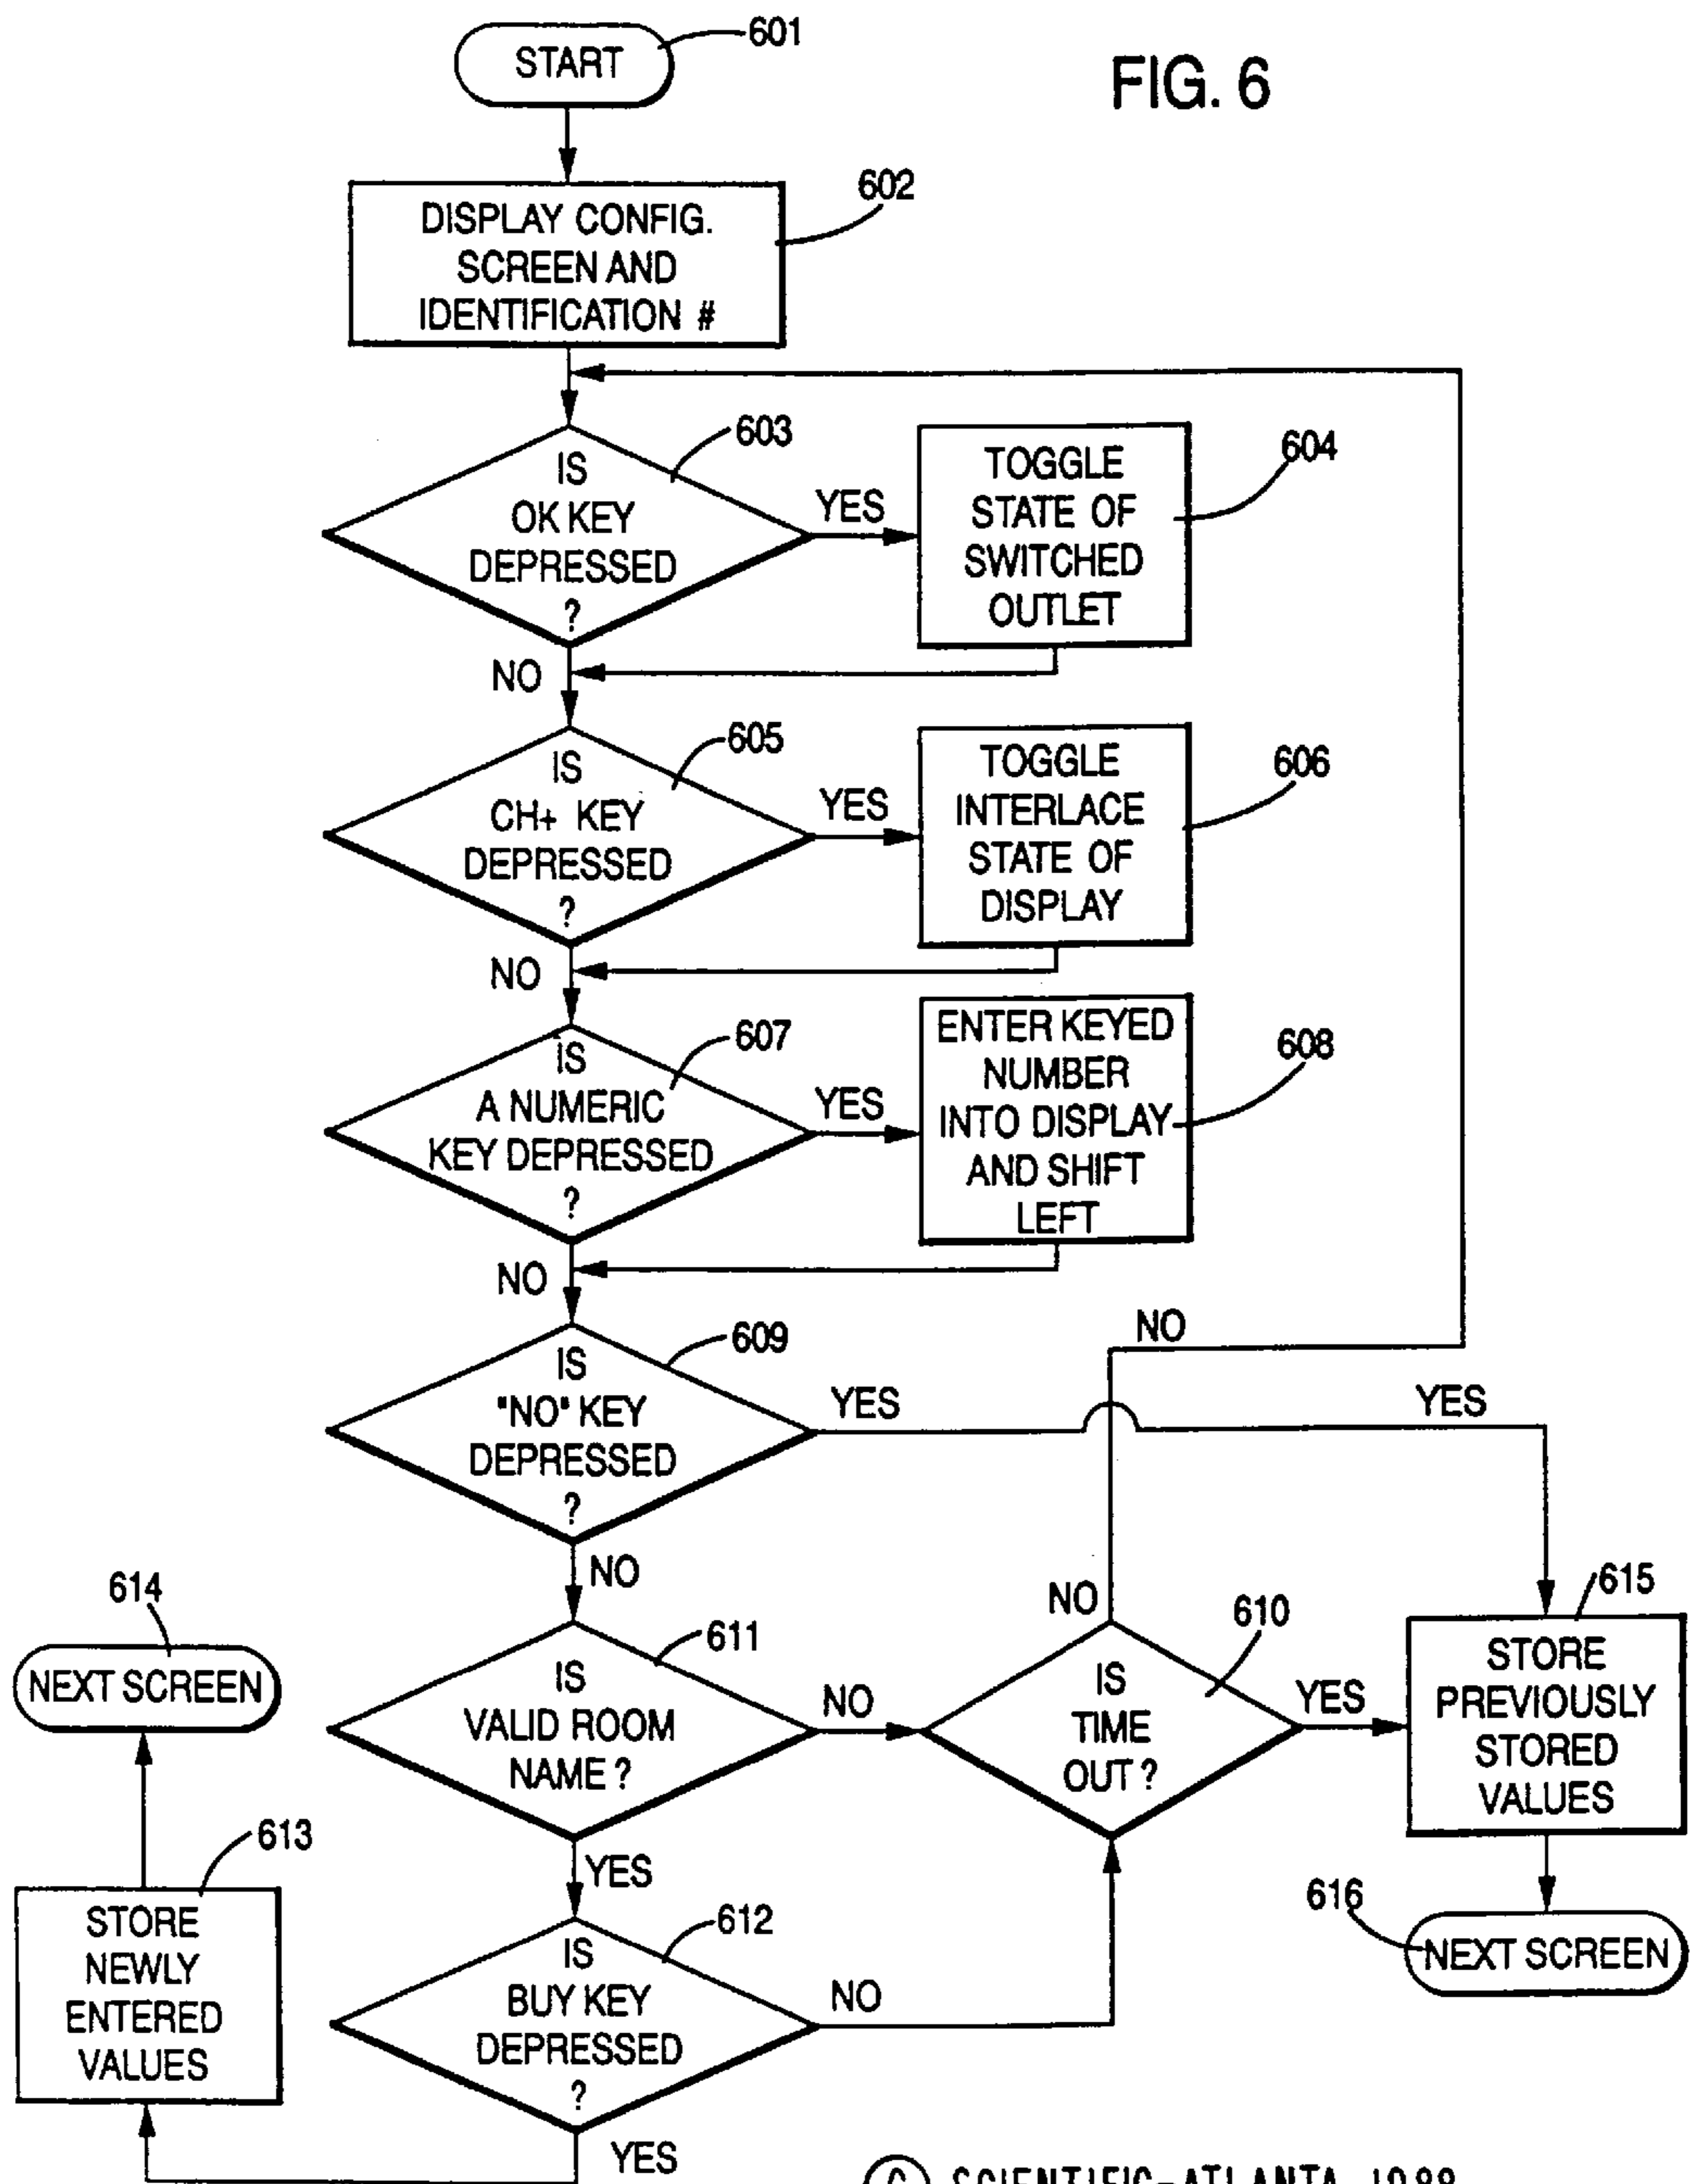 601
START
FIG. 6
602
DISPLAY CONFIG.
SCREEN AND
IDENTIFICATION #
603
IS
OK KEY
DEPRESSED
?
YES
604
TOGGLE
STATE OF
SWITCHED
OUTLET
NO
605
IS
CH+ KEY
DEPRESSED
?
YES
606
TOGGLE
INTERLACE
STATE OF
DISPLAY
NO
607
IS
A NUMERIC
KEY DEPRESSED
?
YES
608
ENTER KEYED
NUMBER
INTO DISPLAY
AND SHIFT
LEFT
NO
609
IS
"NO" KEY
DEPRESSED
?
YES
NO
YES
NO
611
IS
VALID ROOM
NAME ?
NO
NO
610
IS
TIME
OUT ?
YES
615
STORE
PREVIOUSLY
STORED
VALUES
616
NEXT SCREEN
YES
612
IS
BUY KEY
DEPRESSED
?
NO
YES
613
STORE
NEWLY
ENTERED
VALUES
614
NEXT SCREEN
© SCIENTIFIC-ATLANTA 1988